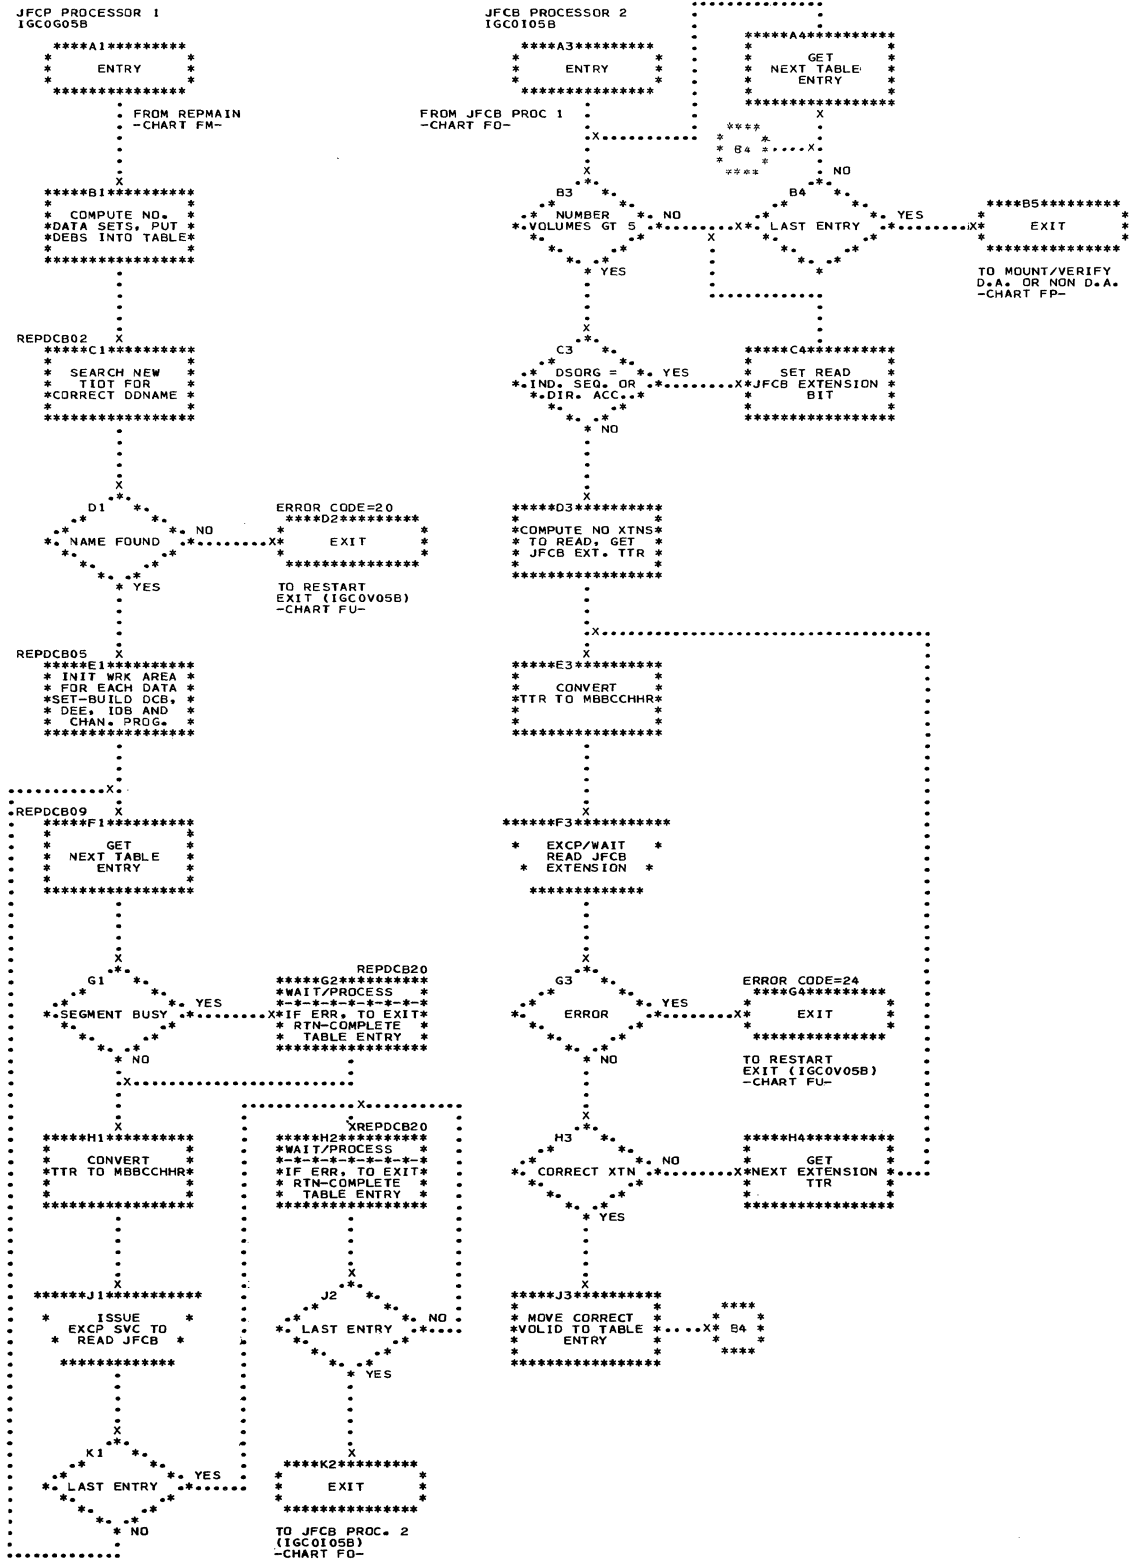 JFCP PROCESSOR 1
IGC0G05B
****A1*********
ENTRY
FROM REPMAIN
-CHART FM-
*****B1**********
COMPUTE NO.
DATA SETS, PUT
DEBS INTO TABLE
REPDCB02
*****C1**********
SEARCH NEW
TIOT FOR
CORRECT DDNAME
D1
NAME FOUND
NO
YES
ERROR CODE=20
****D2*********
EXIT
TO RESTART
EXIT (IGC0V05B)
-CHART FU-
REPDCB05
*****E1**********
INIT WRK AREA
FOR EACH DATA
SET-BUILD DCB,
DEE, IOB AND
CHAN. PROG.
REPDCB09
*****F1**********
GET
NEXT TABLE
ENTRY
G1
SEGMENT BUSY
YES
NO
REPDCB20
*****G2**********
*WAIT/PROCESS
*-*-*-*-*-*-*-*-*
IF ERR, TO EXIT
RTN-COMPLETE
TABLE ENTRY
*****H1**********
CONVERT
TTR TO MBBCCHHR
XREPDCB20
*****H2**********
*WAIT/PROCESS
*-*-*-*-*-*-*-*-*
IF ERR, TO EXIT
RTN-COMPLETE
TABLE ENTRY
******J1***********
ISSUE
EXCP SVC TO
READ JFCB
J2
LAST ENTRY
NO
YES
K1
LAST ENTRY
YES
NO
****K2*********
EXIT
TO JFCB PROC. 2
(IGC0I05B)
-CHART FO-
JFCB PROCESSOR 2
IGC0I05B
****A3*********
ENTRY
FROM JFCB PROC 1
-CHART FO-
*****A4**********
GET
NEXT TABLE
ENTRY
B4
B3
NUMBER
VOLUMES GT 5
NO
YES
B4
NO
LAST ENTRY
YES
****B5*********
EXIT
TO MOUNT/VERIFY
D.A. OR NON D.A.
-CHART FP-
C3
DSORG =
IND. SEQ. OR
DIR. ACC.
YES
NO
*****C4**********
SET READ
JFCB EXTENSION
BIT
*****D3**********
COMPUTE NO XTNS
TO READ, GET
JFCB EXT. TTR
*****E3**********
CONVERT
TTR TO MBBCCHHR
******F3***********
EXCP/WAIT
READ JFCB
EXTENSION
G3
ERROR
YES
NO
ERROR CODE=24
****G4*********
EXIT
TO RESTART
EXIT (IGC0V05B)
-CHART FU-
H3
CORRECT XTN
NO
YES
*****H4**********
GET
NEXT EXTENSION
TTR
*****J3**********
MOVE CORRECT
VOLID TO TABLE
ENTRY
B4